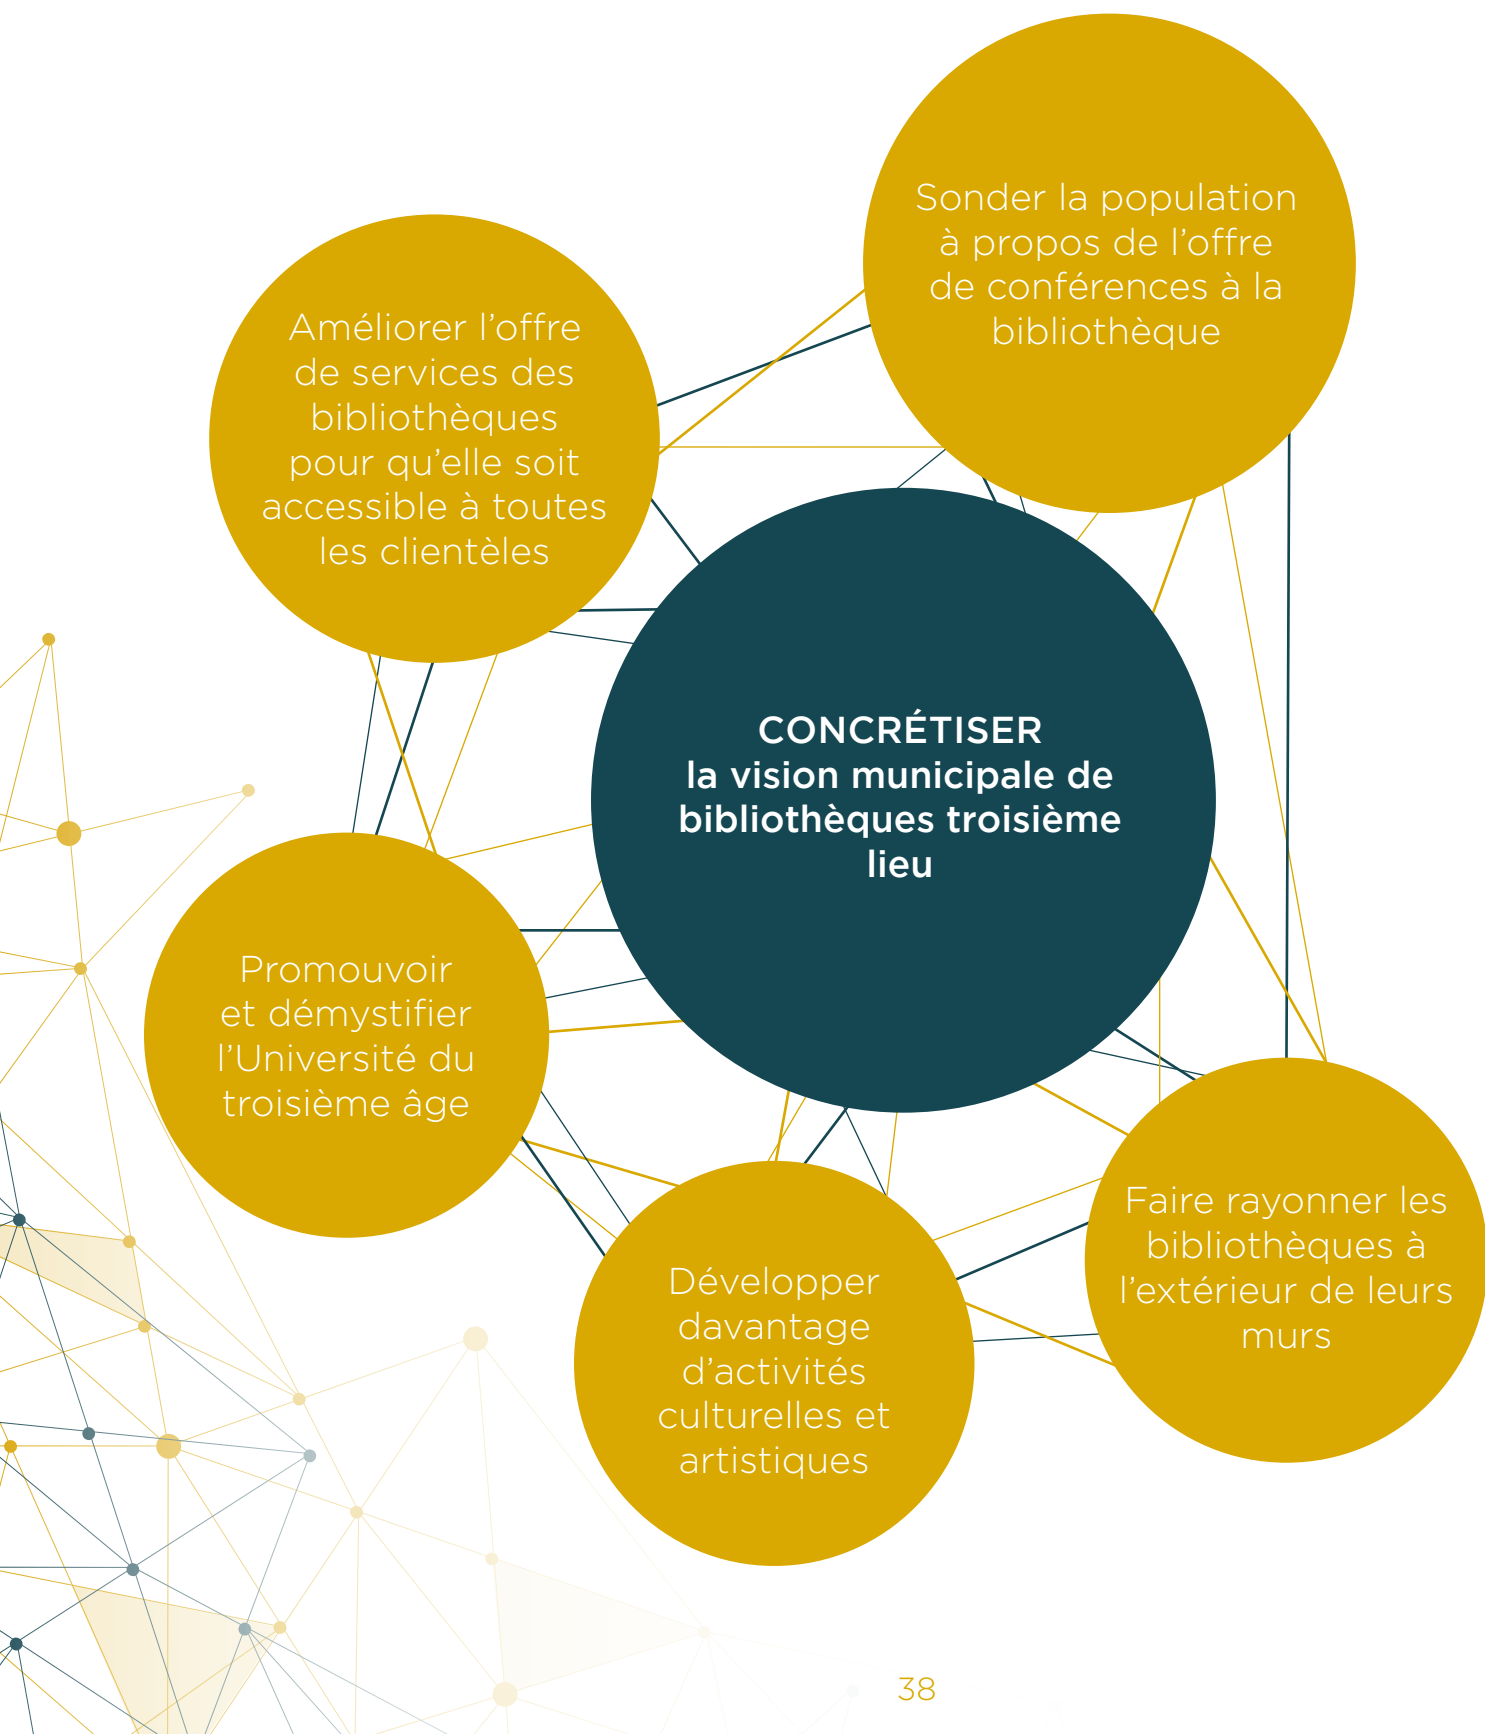 Sonder la population
à propos de l’offre
de conférences à la
bibliothèque
Améliorer l’offre
de services des
bibliothèques
pour qu’elle soit
accessible à toutes
les clientèles
CONCRÉTISER
la vision municipale de
bibliothèques troisième
lieu
Promouvoir
et démystifier
l’Université du
troisième âge
Faire rayonner les
bibliothèques à
l’extérieur de leurs
murs
Développer
davantage
d’activités
culturelles et
artistiques
38